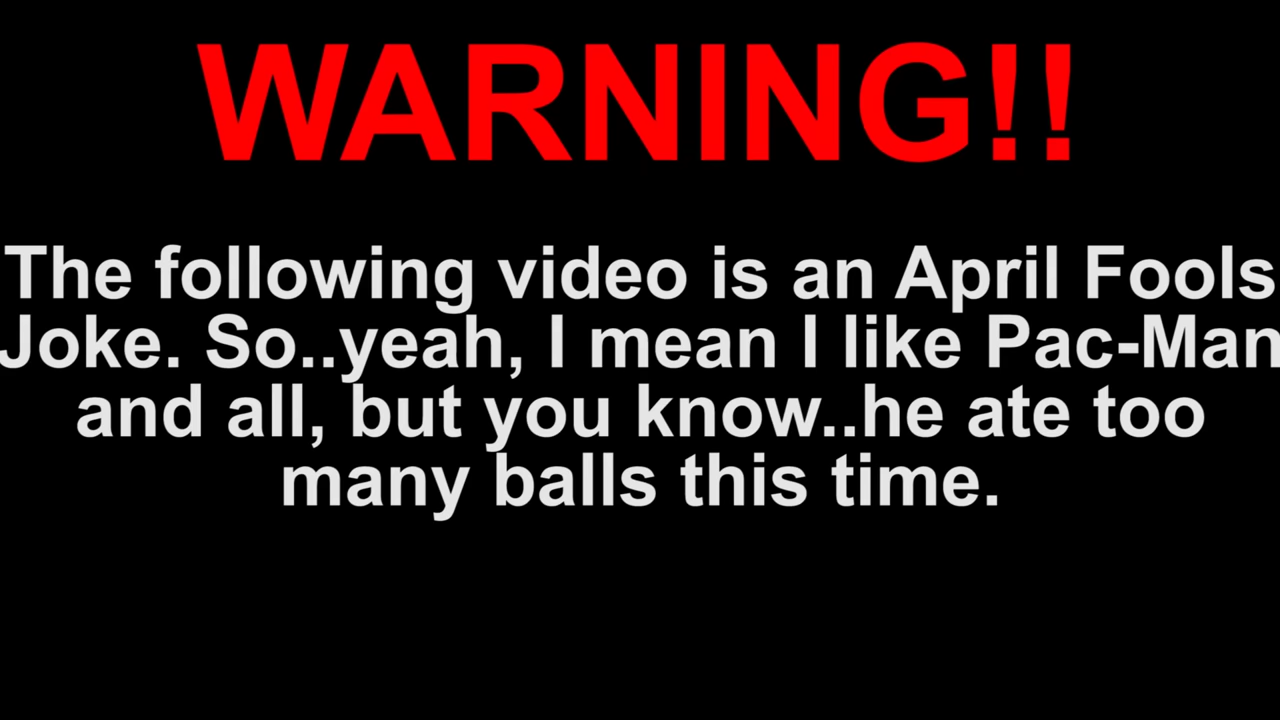 WARNING!!
The following video is an April Fools
Joke. So..yeah, I mean I like Pac-Man
and all, but you know..he ate too
many balls this time.